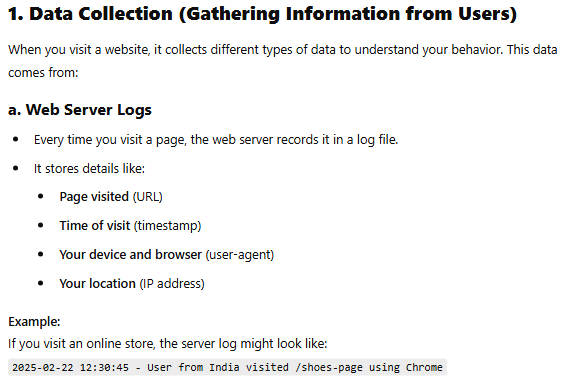 1. Data Collection (Gathering Information from Users)
When you visit a website, it collects different types of data to understand your behavior. This data
comes from:
a. Web Server Logs
• Every time you visit a page, the web server records it in a log file.
• It stores details like:
• Page visited (URL)
• Time of visit (timestamp)
• Your device and browser (user-agent)
• Your location (IP address)
Example:
If you visit an online store, the server log might look like:
2025-02-22 12:30:45 - User from India visited /shoes-page using Chrome